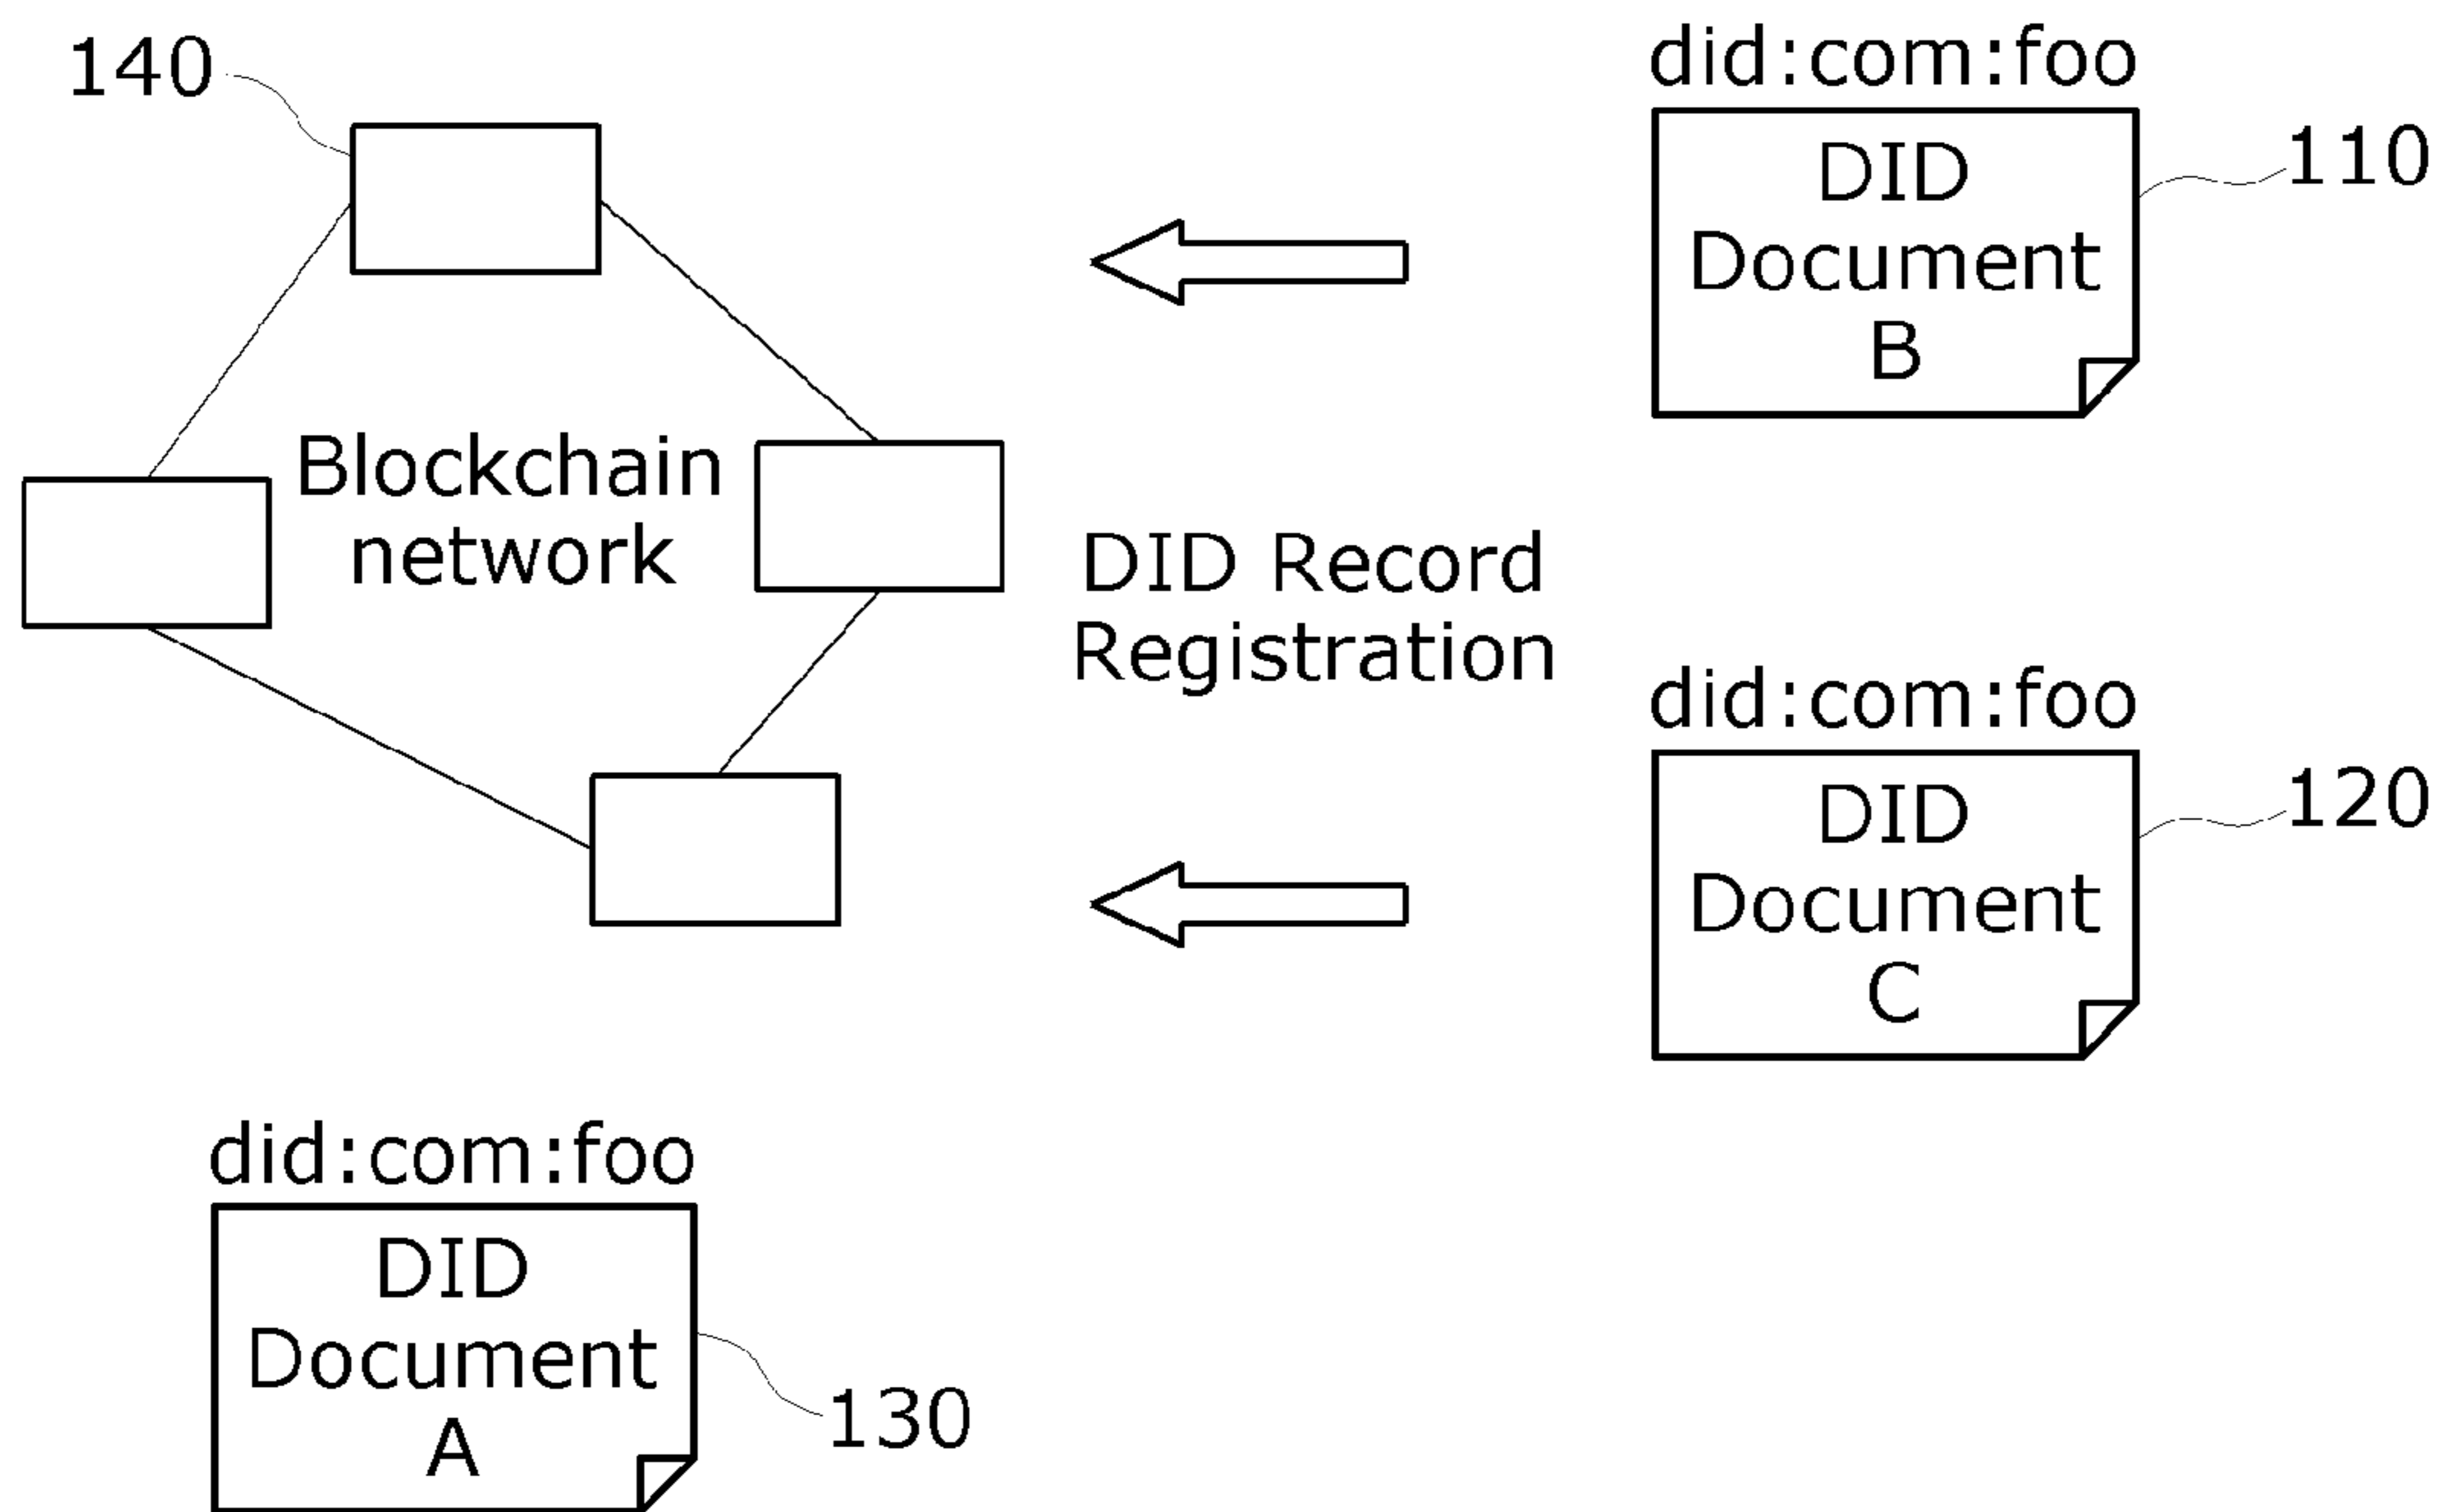 140
did:com:foo
DID
Document
B
110
Blockchain
network
DID Record
Registration
did:com:foo
DID
Document
C
120
did:com:foo
DID
Document
A
130